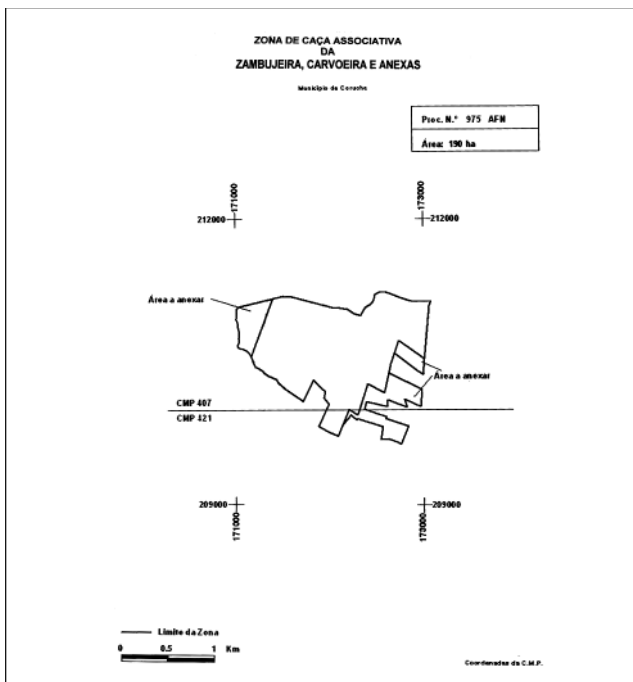 ZONA DE CAÇA ASSOCIATIVA
DA
ZAMBUJEIRA, CARVOEIRA E ANEXAS
Município de Coruche
Proc. N.º 975 AFN
Área: 190 ha
171000
173000
212000
212000
Área a anexar
Área a anexar
CMP 407
CMP 421
209000
209000
171000
173000
Limite da Zona
0 0.5 1 Km
Coordenadas da C.M.P.